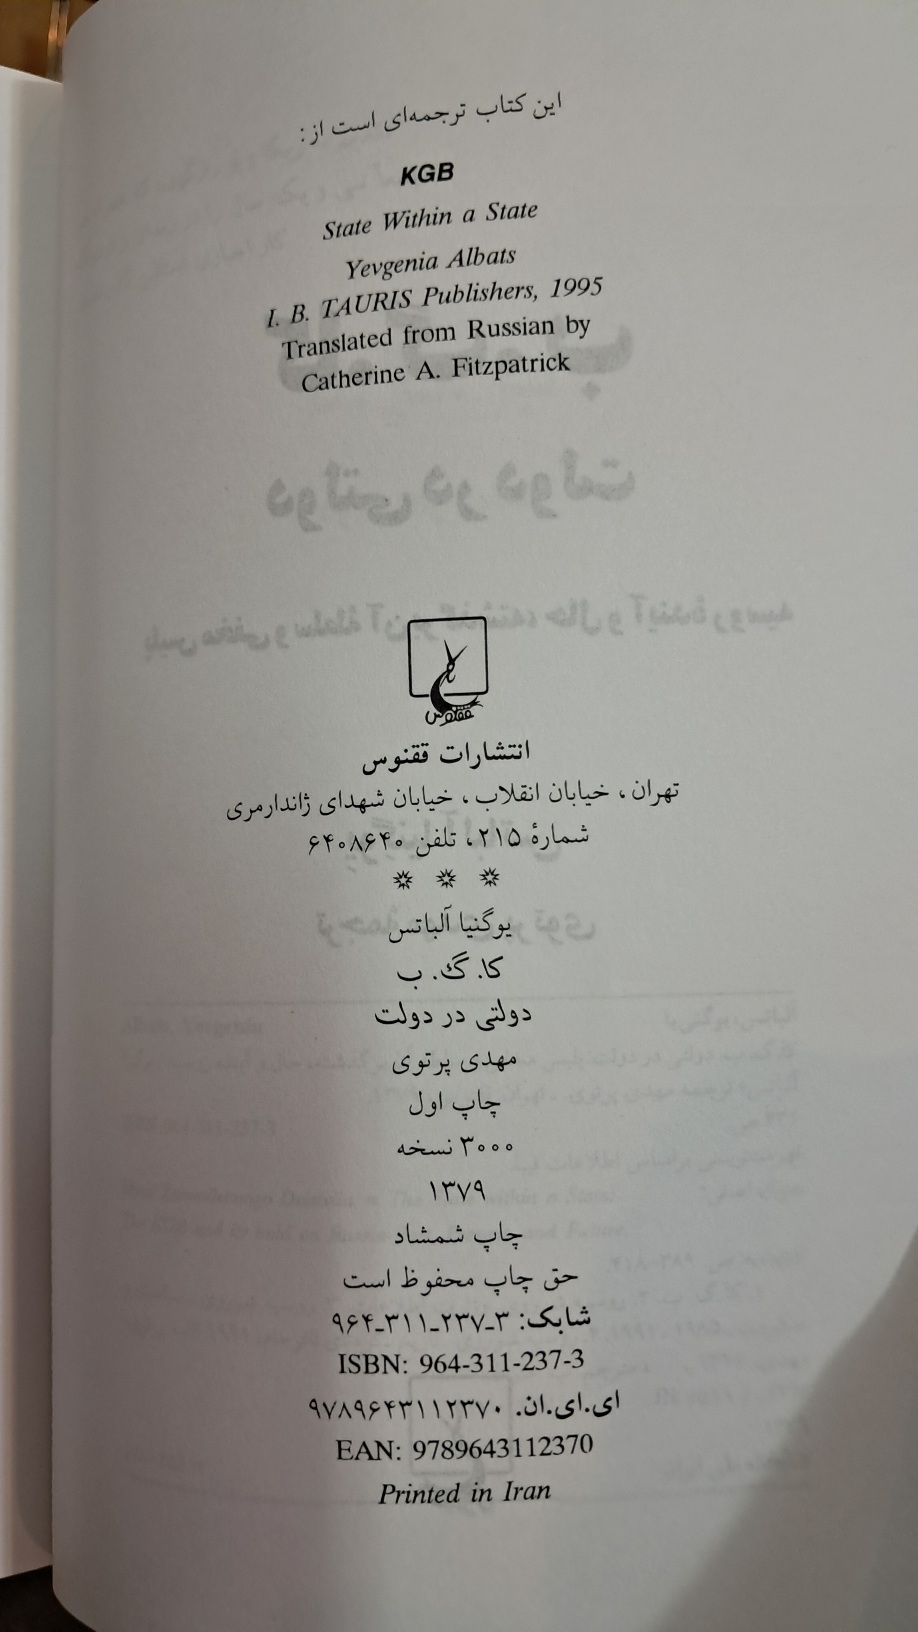 این کتاب ترجمه‌ای است از:
KGB
State Within a State
Yevgenia Albats
I. B. TAURIS Publishers, 1995
Translated from Russian by
Catherine A. Fitzpatrick
ققنوس
انتشارات ققنوس
تهران، خیابان انقلاب، خیابان شهدای ژاندارمری
شمارهٔ ۲۱۵، تلفن ۶۴۰۸۶۴۰
یوگنیا آلباتس
کا. گ. ب
دولتی در دولت
مهدی پرتوی
چاپ اول
۳۰۰۰ نسخه
۱۳۷۹
چاپ شمشاد
حق چاپ محفوظ است
شابک: ۳-۲۳۷-۳۱۱-۹۶۴
ISBN: 964-311-237-3
ای.ای.ان. ۹۷۸۹۶۴۳۱۱۲۳۷۰
EAN: 9789643112370
Printed in Iran